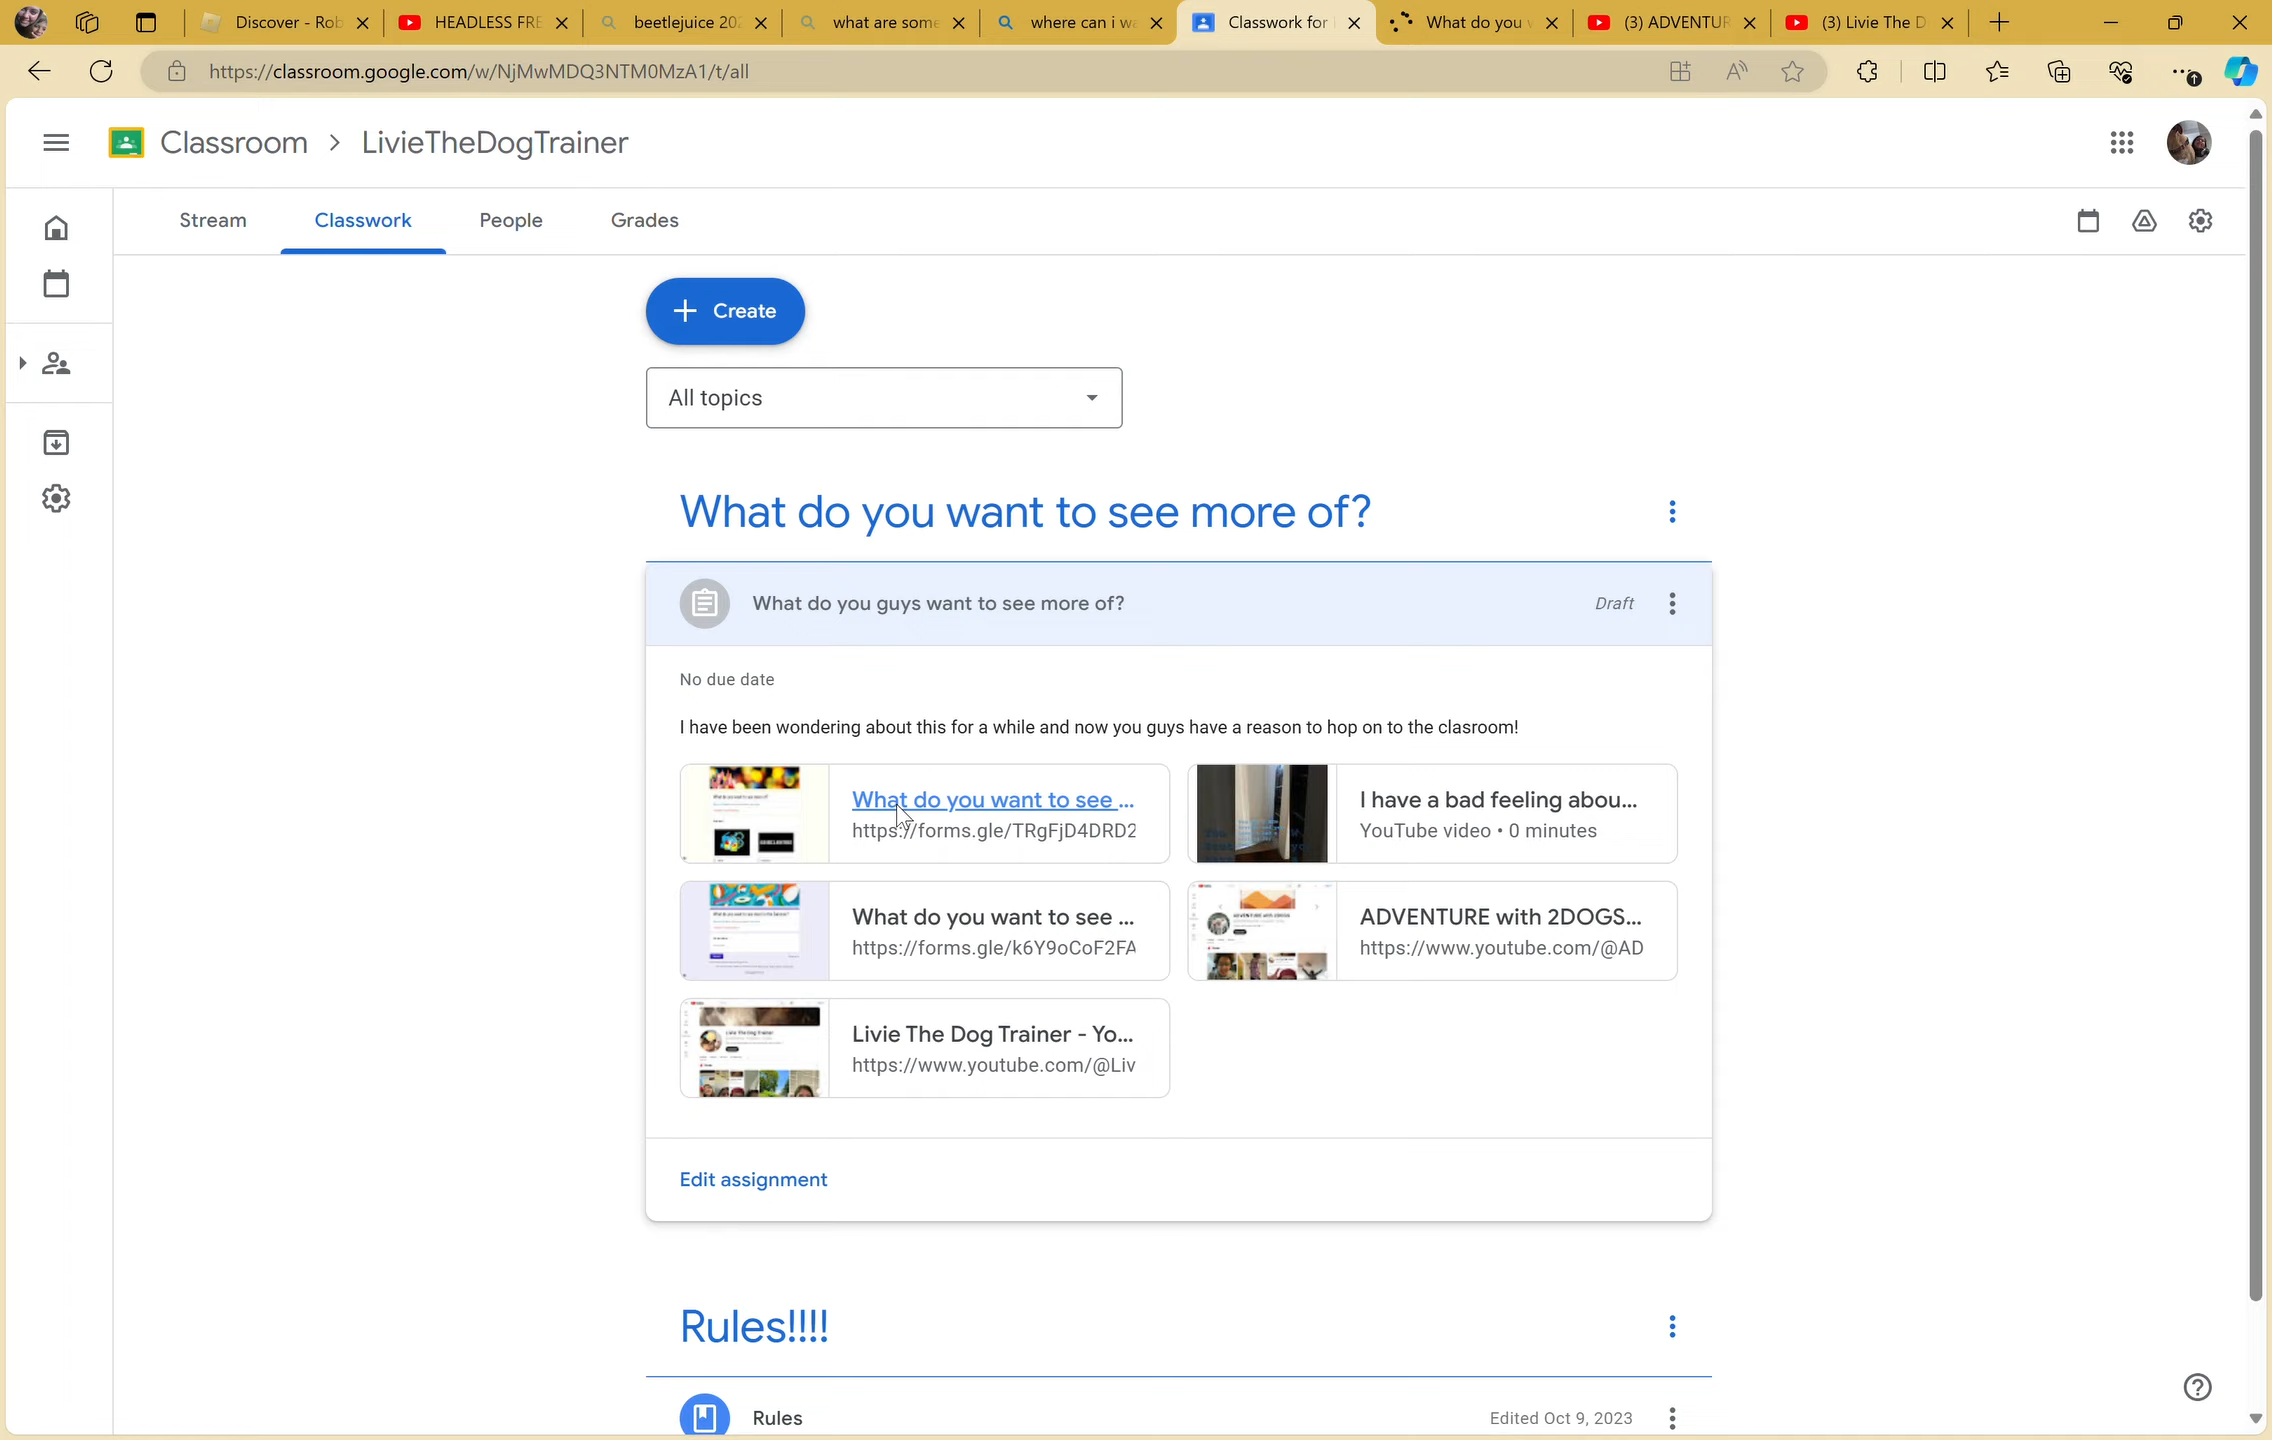 Discover - Rob
HEADLESS FRE
beetlejuice 202
what are some
where can i wa
Classwork for
What do you w
(3) ADVENTUR
(3) Livie The D
https://classroom.google.com/w/NjMwMDQ3NTM0MzA1/t/all
Classroom > LivieTheDogTrainer
Stream
Classwork
People
Grades
Create
All topics
What do you want to see more of?
What do you guys want to see more of?
Draft
No due date
I have been wondering about this for a while and now you guys have a reason to hop on to the clasroom!
What do you want to see ...
https://forms.gle/TRgFjD4DRD2
I have a bad feeling abou...
YouTube video • 0 minutes
What do you want to see ...
https://forms.gle/k6Y9oCoF2FA
ADVENTURE with 2DOGS...
https://www.youtube.com/@AD
Livie The Dog Trainer - Yo...
https://www.youtube.com/@Liv
Edit assignment
Rules!!!!
Rules
Edited Oct 9, 2023